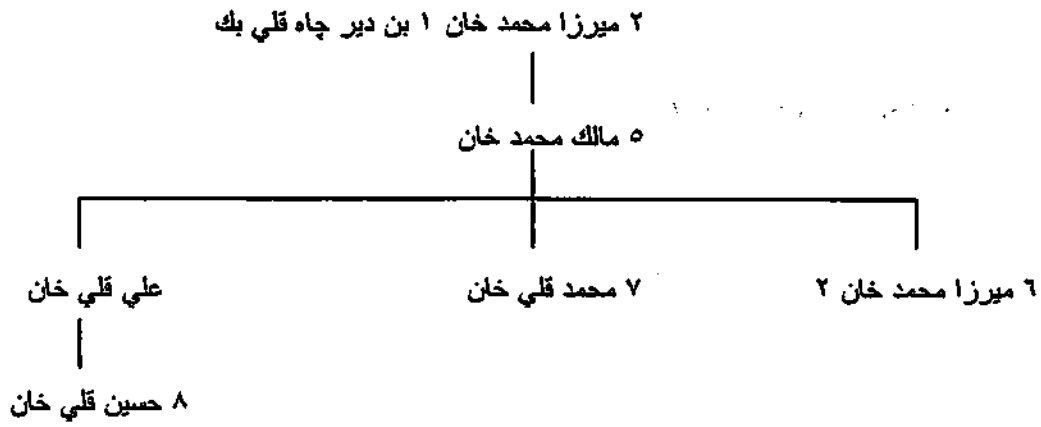 ٢ ميرزا محمد خان ١ بن دير چاه قلي بك
٥ مالك محمد خان
٦ ميرزا محمد خان ٢
٧ محمد قلي خان
علي قلي خان
٨ حسين قلي خان